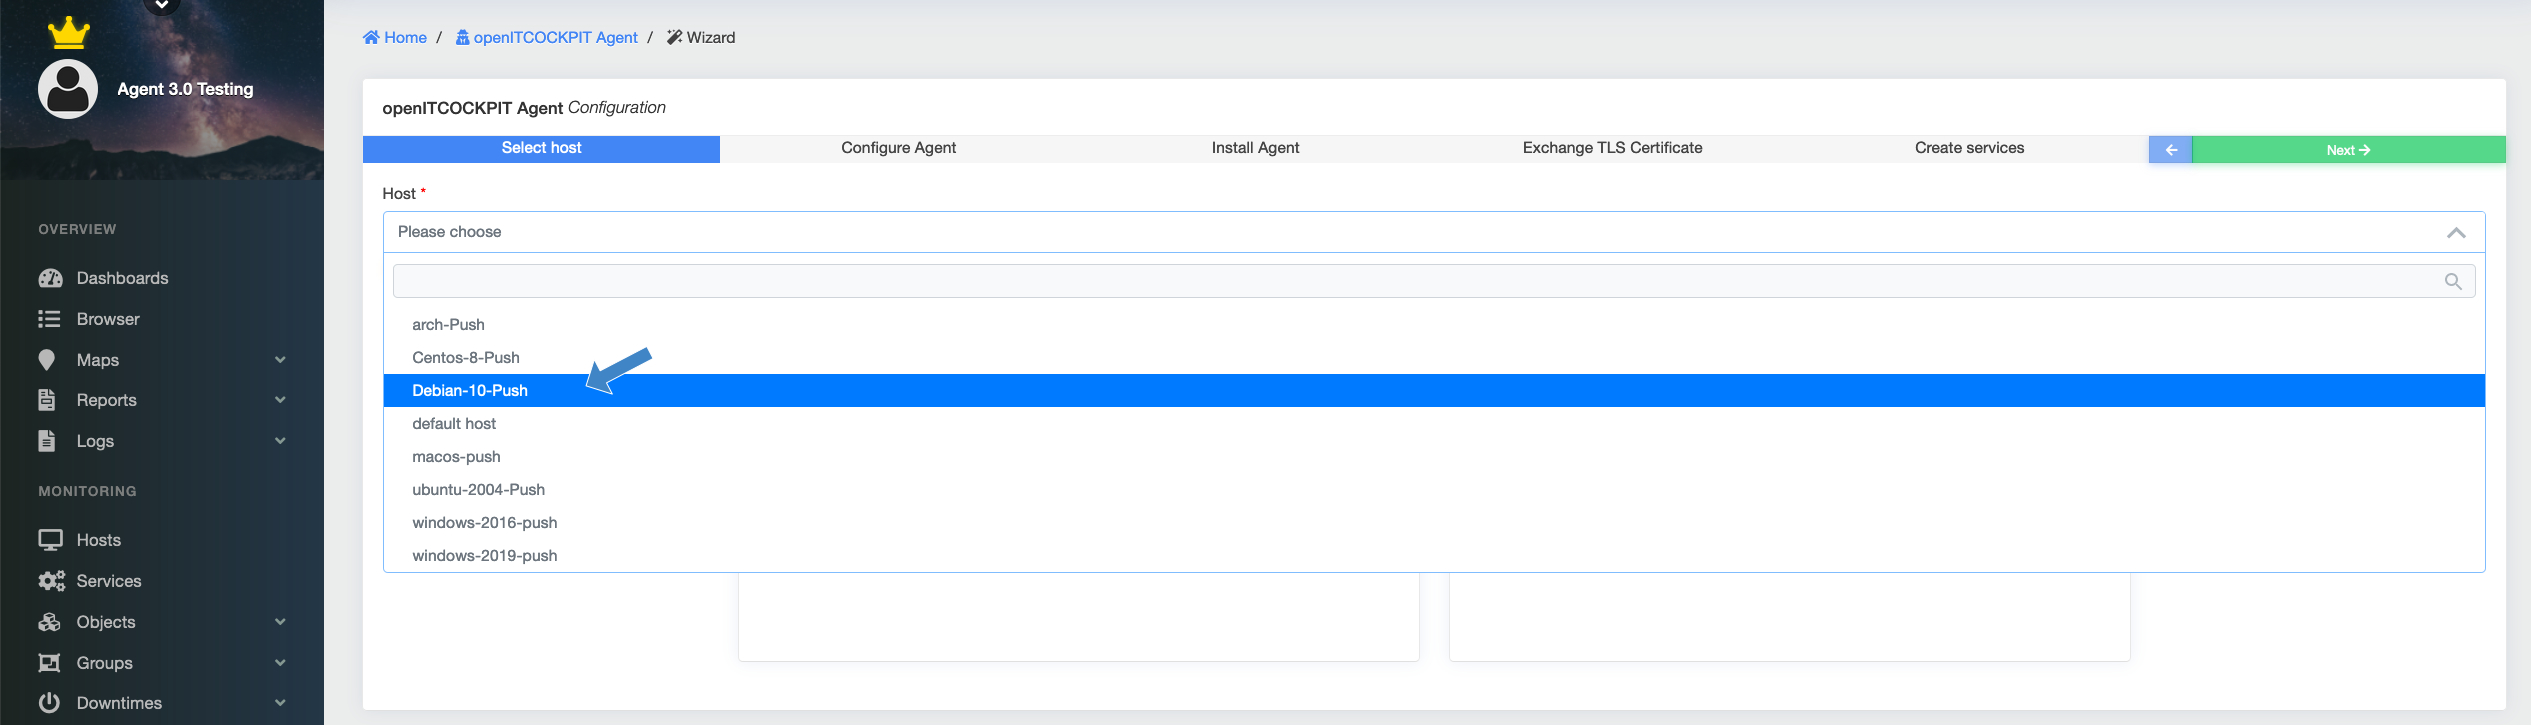 Agent 3.0 Testing
OVERVIEW
Dashboards
Browser
Maps
Reports
Logs
MONITORING
Hosts
Services
Objects
Groups
Downtimes
Home / openITCOCKPIT Agent / Wizard
openITCOCKPIT Agent Configuration
Select host Configure Agent Install Agent Exchange TLS Certificate Create services Next
Host *
Please choose
arch-Push
Centos-8-Push
Debian-10-Push
default host
macos-push
ubuntu-2004-Push
windows-2016-push
windows-2019-push